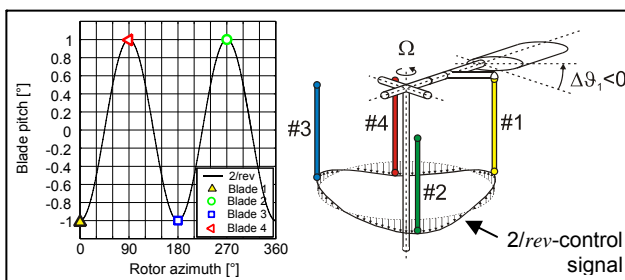 Blade pitch [°]
1
0.8
0.6
0.4
0.2
0
-0.2
-0.4
-0.6
-0.8
-1
0
90
180
270
360
Rotor azimuth [°]
2/rev
Blade 1
Blade 2
Blade 3
Blade 4
Ω
Δϑ₁<0
#3
#4
#1
#2
2/rev-control
signal